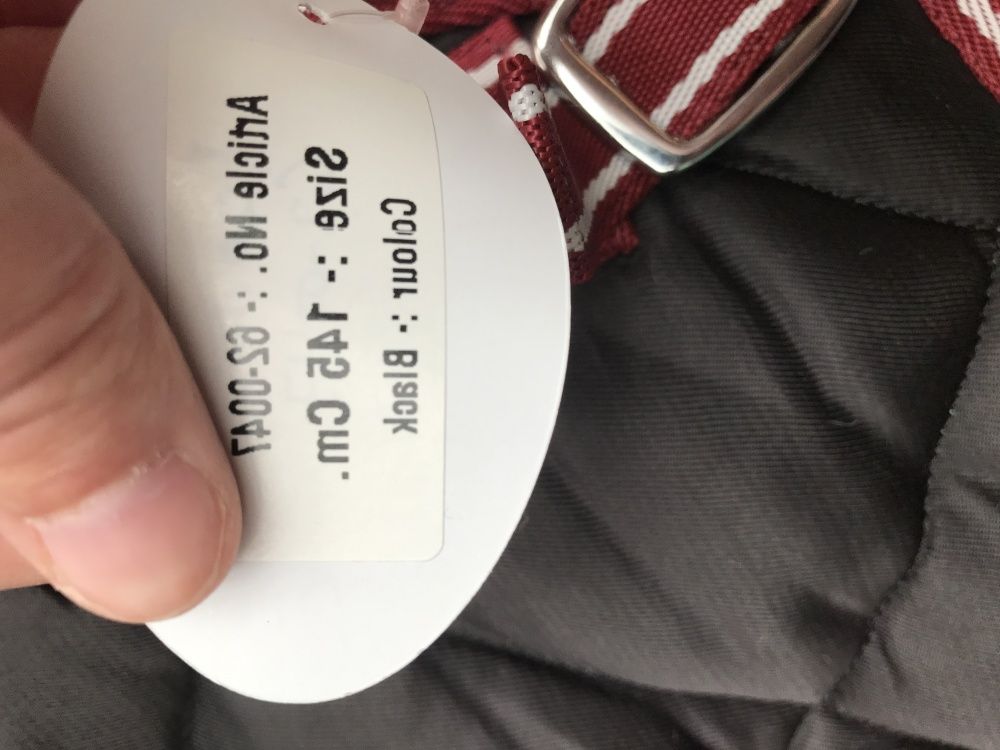 Article No. :- 62-0047
Size :- 145 Cm.
Colour :- Black